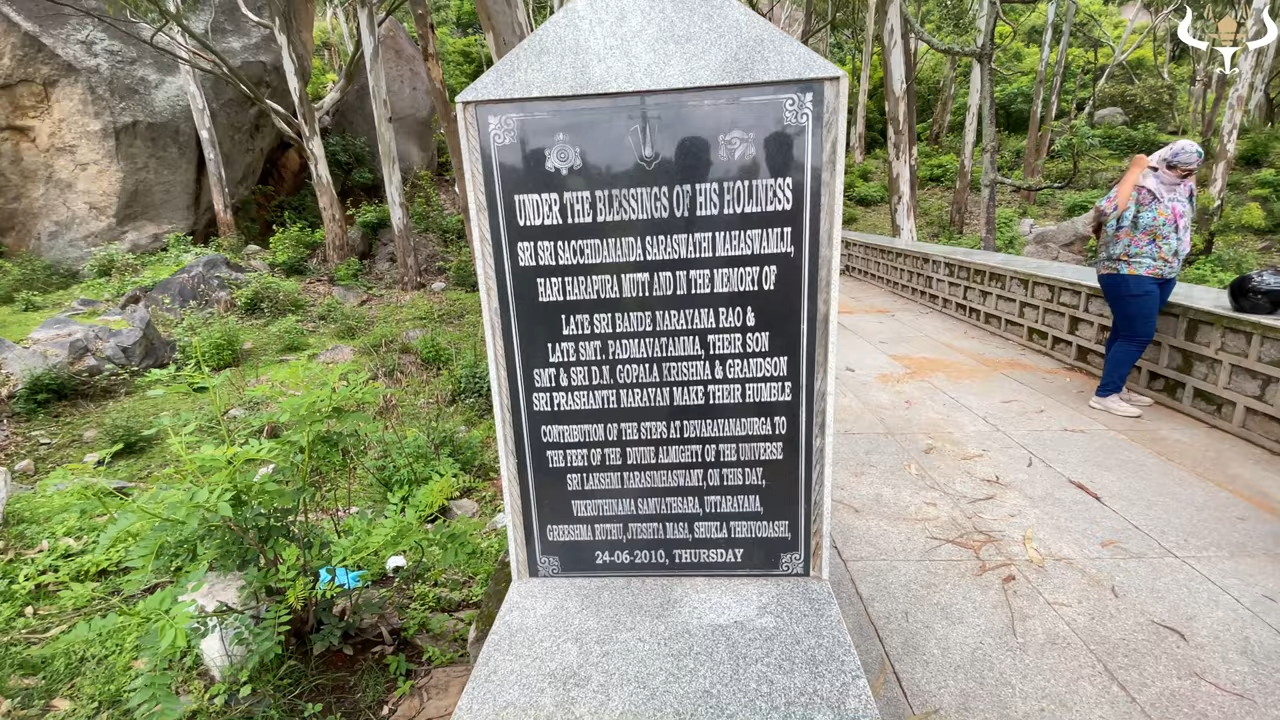 UNDER THE BLESSINGS OF HIS HOLINESS
SRI SRI SACCHIDANANDA SARASWATHI MAHASWAMIJI,
HARI HARAPURA MUTT AND IN THE MEMORY OF
LATE SRI BANDE NARAYANA RAO &
LATE SMT. PADMAVATAMMA, THEIR SON
SMT & SRI D.N. GOPALA KRISHNA & GRANDSON
SRI PRASHANTH NARAYAN MAKE THEIR HUMBLE
CONTRIBUTION OF THE STEPS AT DEVARAYANADURGA TO
THE FEET OF THE DIVINE ALMIGHTY OF THE UNIVERSE
SRI LAKSHMI NARASIMHASWAMY, ON THIS DAY,
VIKRUTHINAMA SAMVATHSARA, UTTARAYANA,
GREESHMA RUTHU, JYESHTA MASA, SHUKLA THRIYODASHI,
24-06-2010, THURSDAY